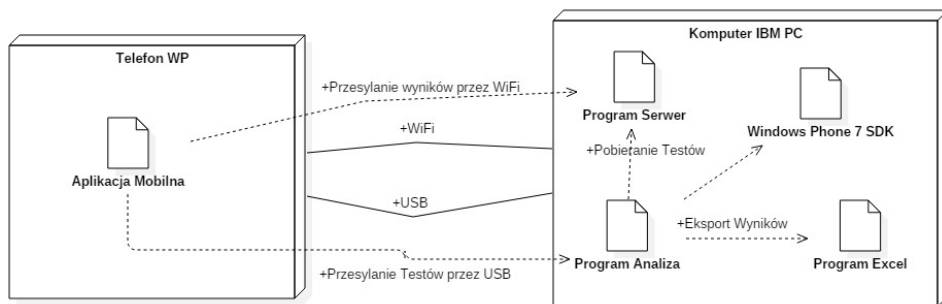 Komputer IBM PC
Telefon WP
+Przesylanie wyników przez WiFi
Program Serwer
Windows Phone 7 SDK
+WiFi
+Pobieranie Testów
Aplikacja Mobilna
+USB
+Eksport Wyników
Program Analiza
Program Excel
+Przesylanie Testów przez USB